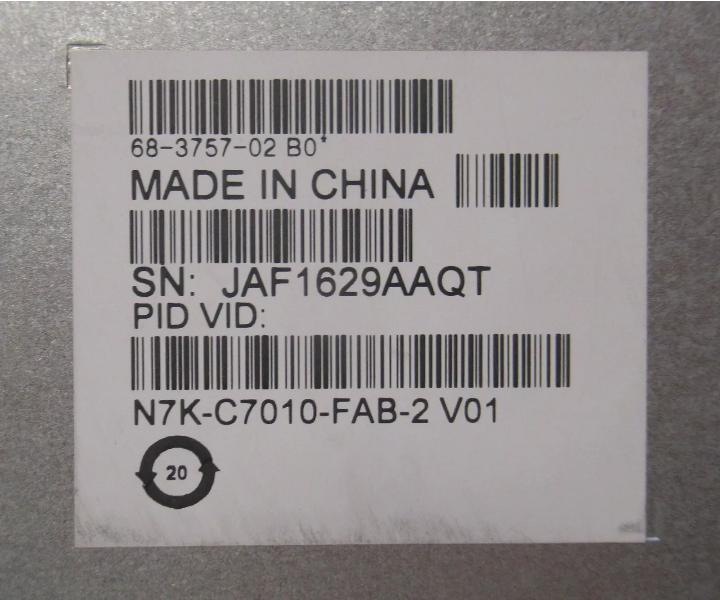 68-3757-02 B0*
MADE IN CHINA
SN: JAF1629AAQT
PID VID:
N7K-C7010-FAB-2 V01
20